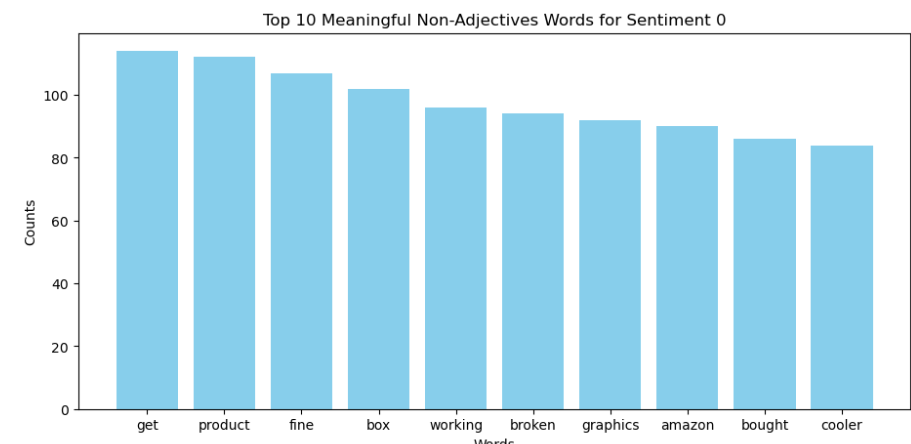 Top 10 Meaningful Non-Adjectives Words for Sentiment 0
100
80
60
40
20
0
Counts
get product fine box working broken graphics amazon bought cooler
Words